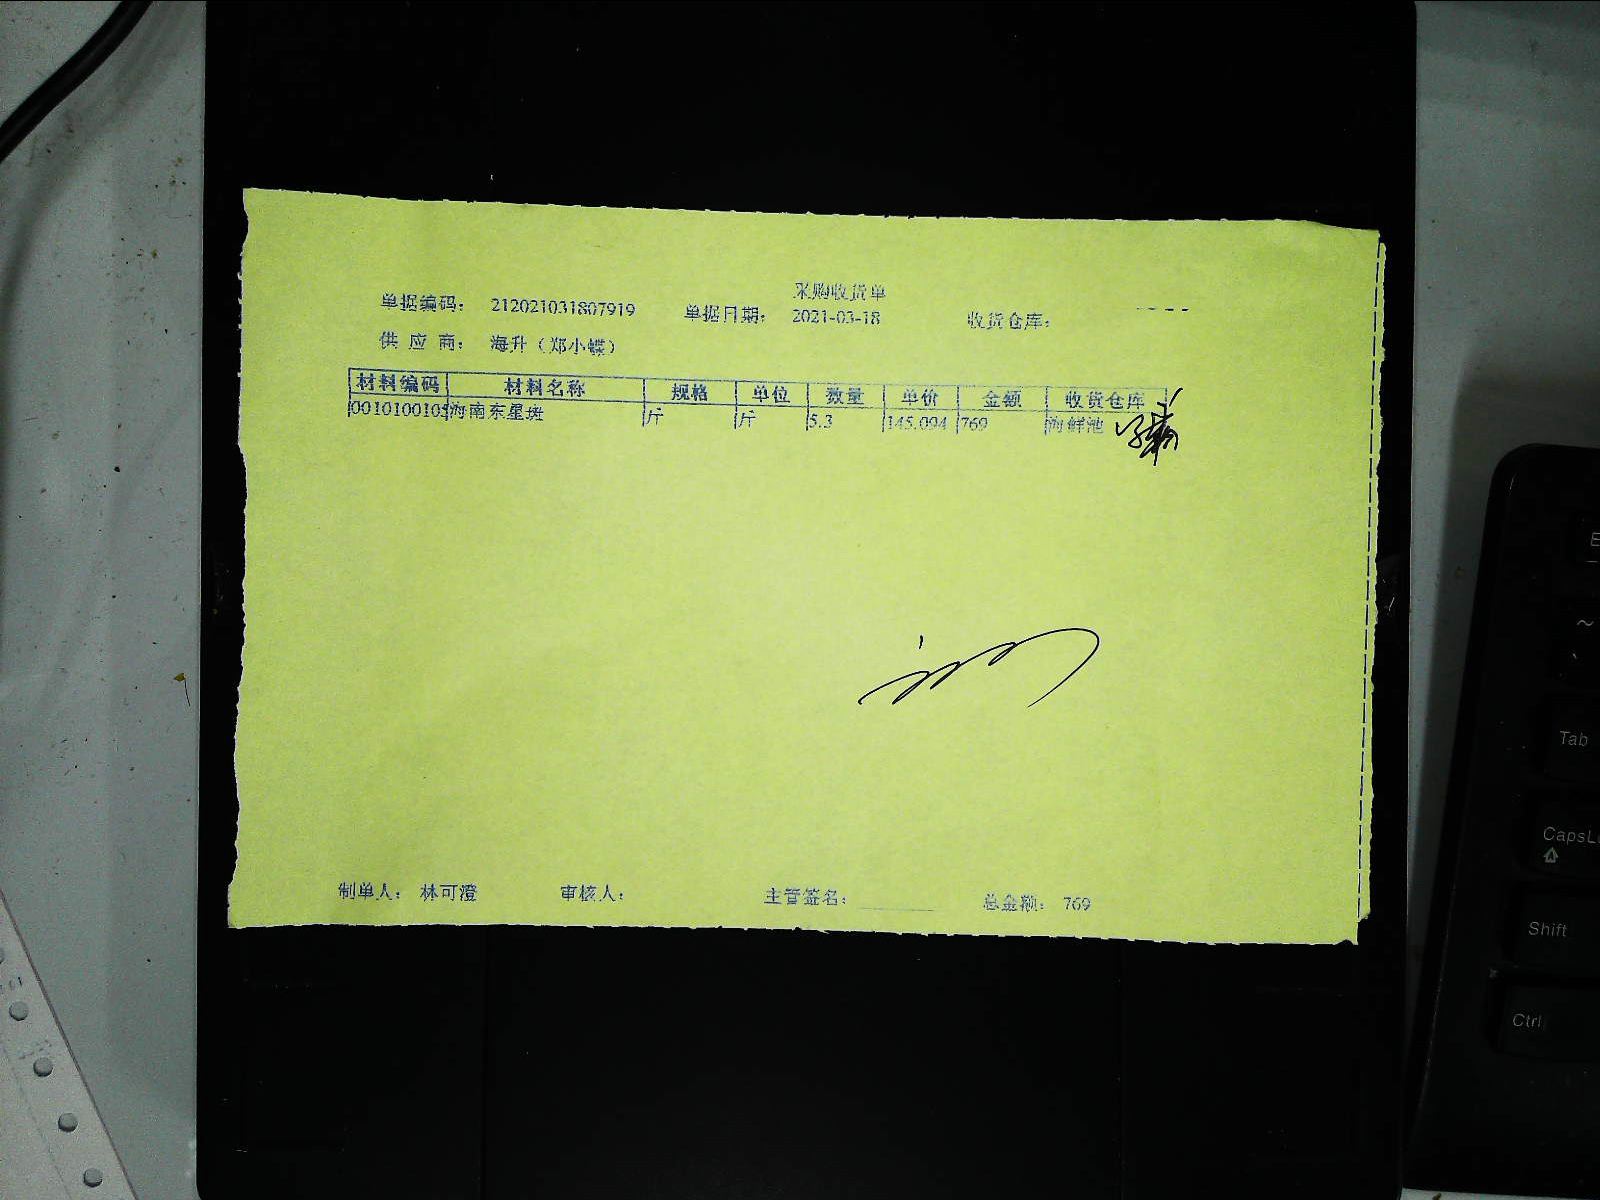 采购收货单
单据编码： 212021031807919 单据日期： 2021-03-18 收货仓库：
供 应 商： 海升（郑小蝶）
材料编码 材料名称 规格 单位 数量 单价 金额 收货仓库
0010100105 海南东星斑 斤 斤 5.3 145.094 769 海鲜池
制单人： 林可澄 审核人： 主管签名： 总金额： 769
Tab
CapsL
Shift
Ctrl